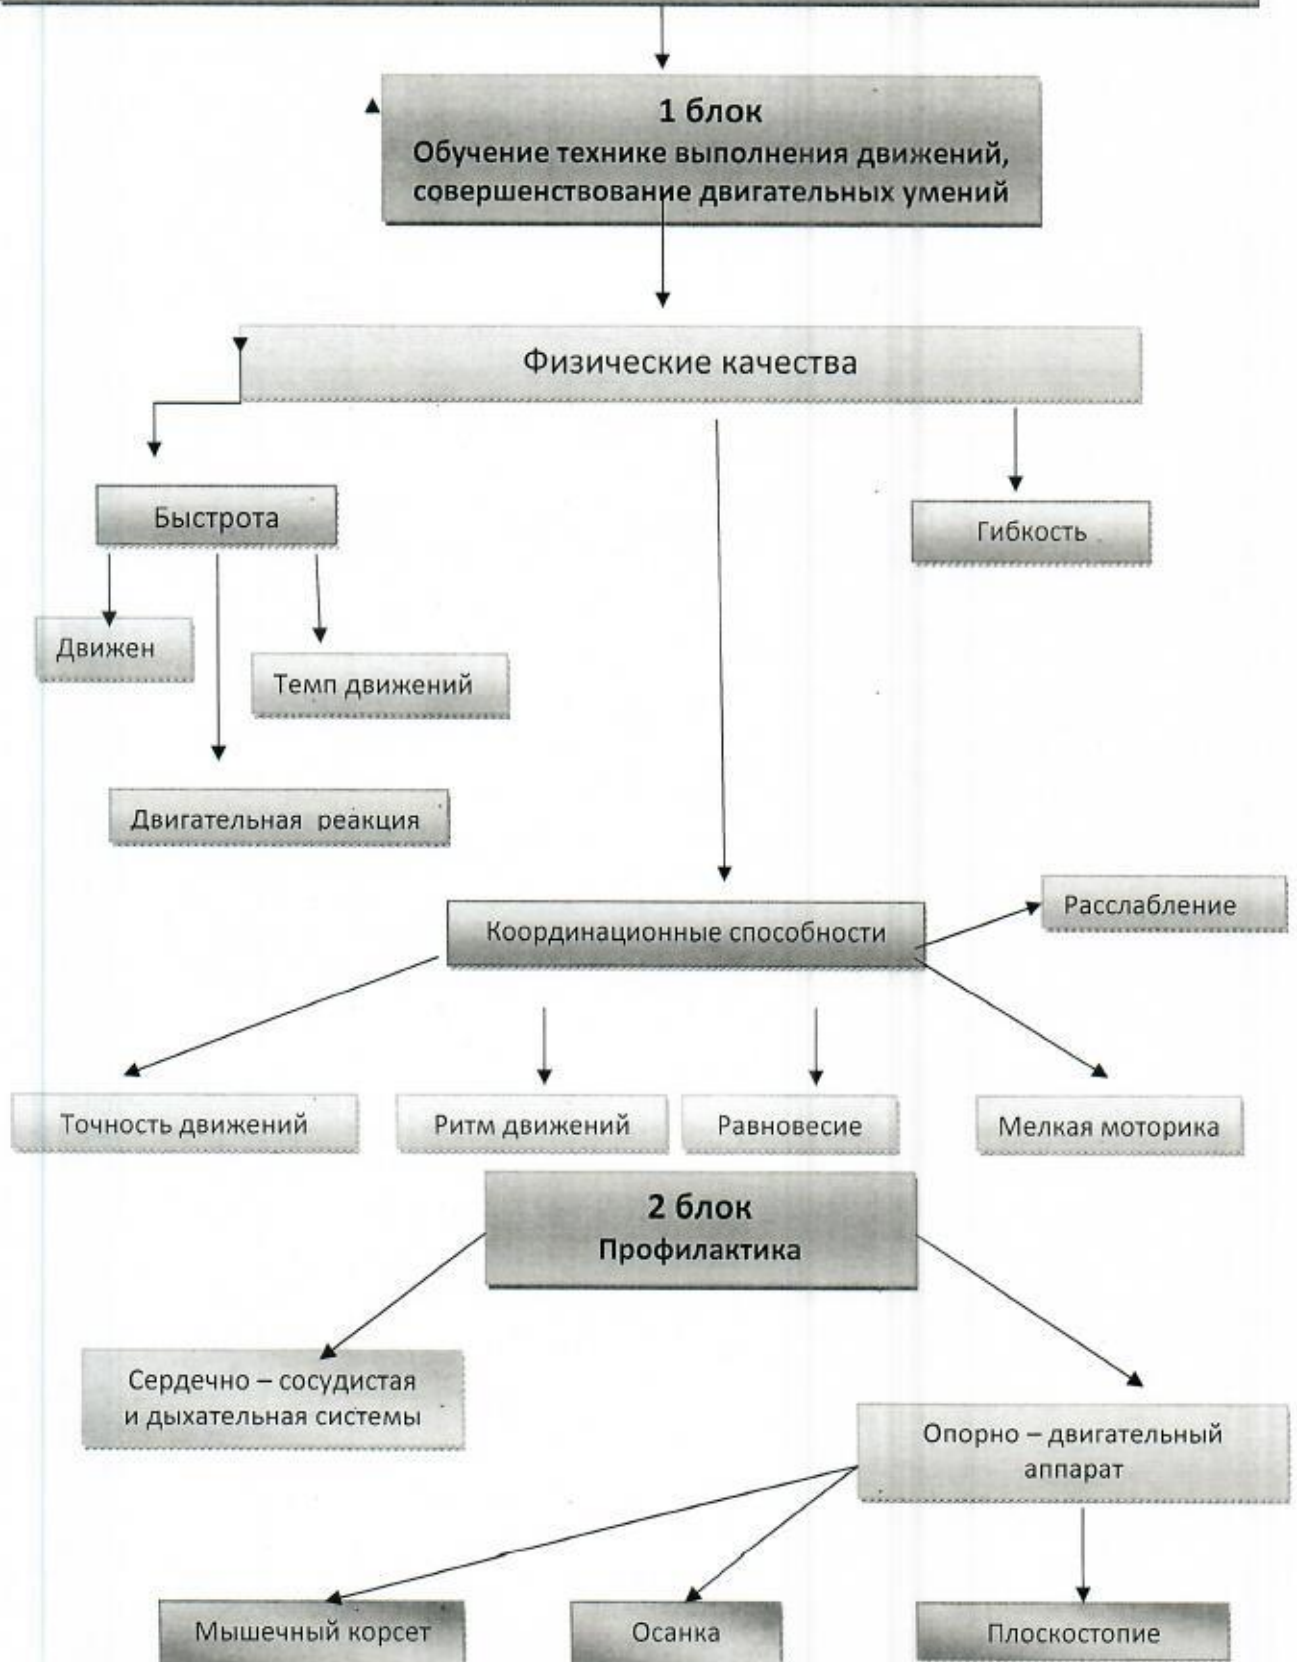 1 блок
Обучение технике выполнения движений,
совершенствование двигательных умений
Физические качества
Быстрота
Гибкость
Движен
Темп движений
Двигательная реакция
Координационные способности
Расслабление
Точность движений
Ритм движений
Равновесие
Мелкая моторика
2 блок
Профилактика
Сердечно – сосудистая
и дыхательная системы
Опорно – двигательный
аппарат
Мышечный корсет
Осанка
Плоскостопие